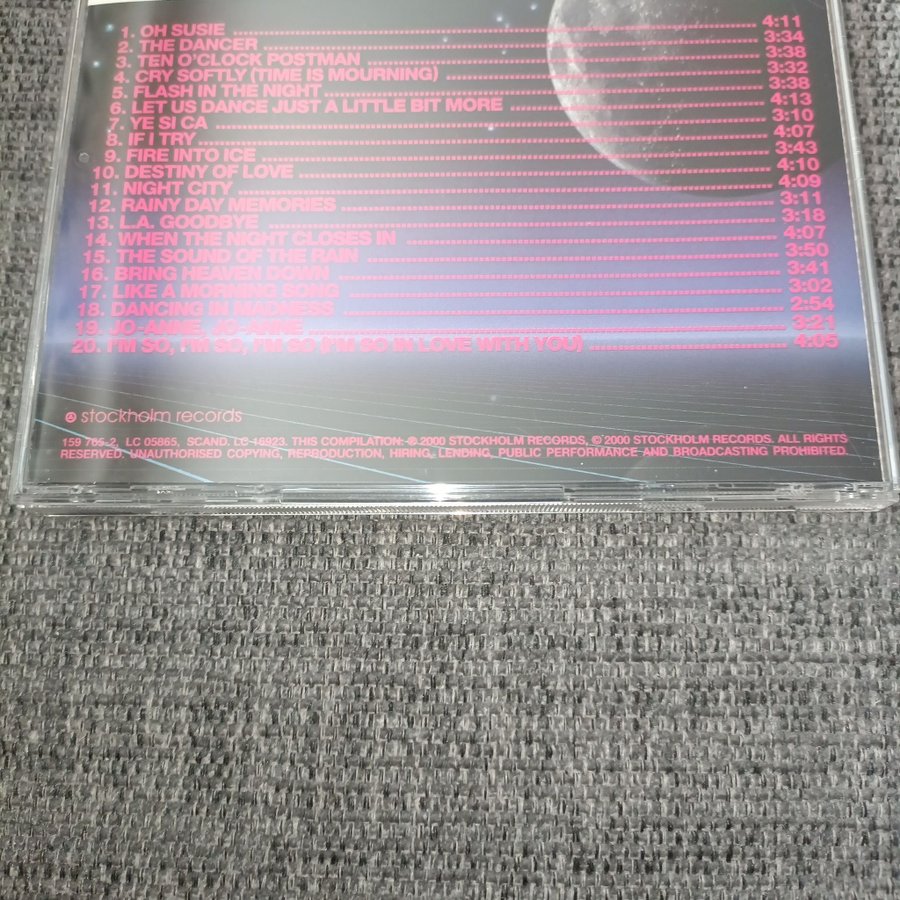 1. OH SUSIE 4:11
2. THE DANCER 3:34
3. TEN O'CLOCK POSTMAN 3:38
4. CRY SOFTLY (TIME IS MOURNING) 3:32
5. FLASH IN THE NIGHT 3:38
6. LET US DANCE JUST A LITTLE BIT MORE 4:13
7. YE SI CA 3:10
8. IF I TRY 4:07
9. FIRE INTO ICE 3:43
10. DESTINY OF LOVE 4:10
11. NIGHT CITY 4:09
12. RAINY DAY MEMORIES 3:11
13. L.A. GOODBYE 3:18
14. WHEN THE NIGHT CLOSES IN 4:07
15. THE SOUND OF THE RAIN 3:50
16. BRING HEAVEN DOWN 3:41
17. LIKE A MORNING SONG 3:02
18. DANCING IN MADNESS 2:54
19. JO-ANNE, JO-ANNE 3:21
20. I'M SO, I'M SO, I'M SO (I'M SO IN LOVE WITH YOU) 4:05
stockholm records
159 765-2, LC 05865, SCAND. LC 16923. THIS COMPILATION: ℗ 2000 STOCKHOLM RECORDS, © 2000 STOCKHOLM RECORDS. ALL RIGHTS
RESERVED. UNAUTHORISED COPYING, REPRODUCTION, HIRING, LENDING, PUBLIC PERFORMANCE AND BROADCASTING PROHIBITED.